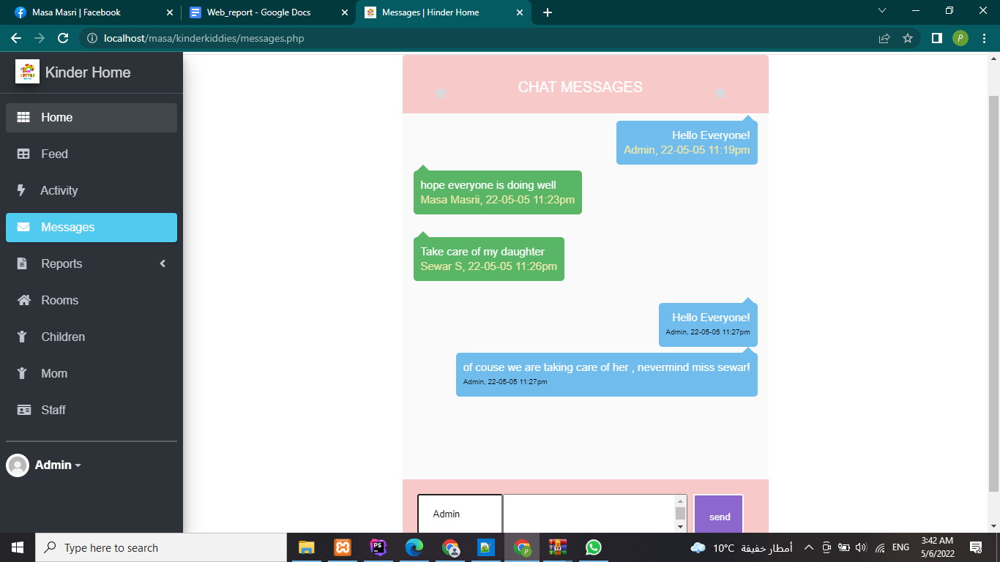 Masa Masri | Facebook
Web_report - Google Docs
Messages | Hinder Home
localhost/masa/kinderkiddies/messages.php
P
Kinder Home
Home
Feed
Activity
Messages
Reports
Rooms
Children
Mom
Staff
Admin
CHAT MESSAGES
Hello Everyone!
Admin, 22-05-05 11:19pm
hope everyone is doing well
Masa Masrii, 22-05-05 11:23pm
Take care of my daughter
Sewar S, 22-05-05 11:26pm
Hello Everyone!
Admin, 22-05-05 11:27pm
of couse we are taking care of her , nevermind miss sewar!
Admin, 22-05-05 11:27pm
Admin
send
Type here to search
10°C أمطار خفيفة
ENG
3:42 AM
5/6/2022